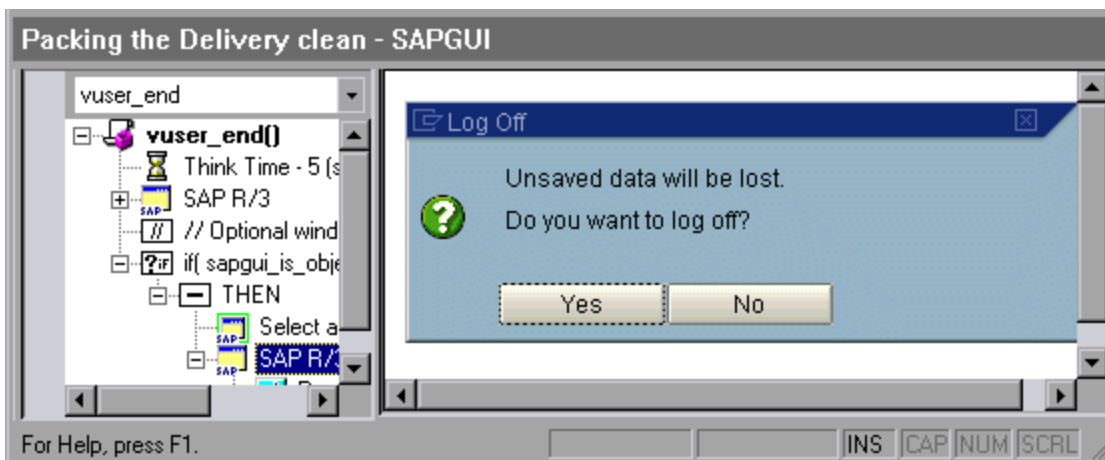 Packing the Delivery clean - SAPGUI
vuser_end
vuser_end()
Think Time - 5 (s
SAP R/3
// // Optional wind
?IF if( sapgui_is_obje
THEN
Select a
SAP R/3
Log Off
Unsaved data will be lost.
Do you want to log off?
Yes No
For Help, press F1.
INS CAP NUM SCRL